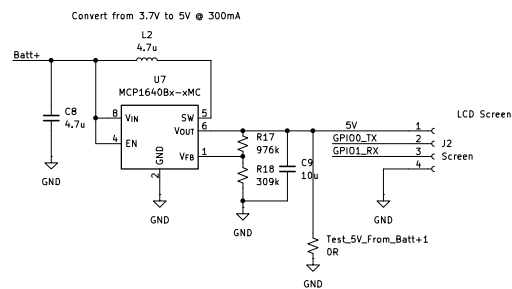 Convert from 3.7V to 5V @ 300mA
L2
4.7u
Batt+
U7
MCP1640Bx-xMC
C8
4.7u
8
VIN
SW
5
VOUT
6
4
EN
GND
VFB
1
2
GND
GND
R17
976k
R18
309k
C9
10u
GND
5V
GPIO0_TX
GPIO1_RX
1
2
3
4
LCD Screen
J2
Screen
GND
Test_5V_From_Batt+1
0R
GND